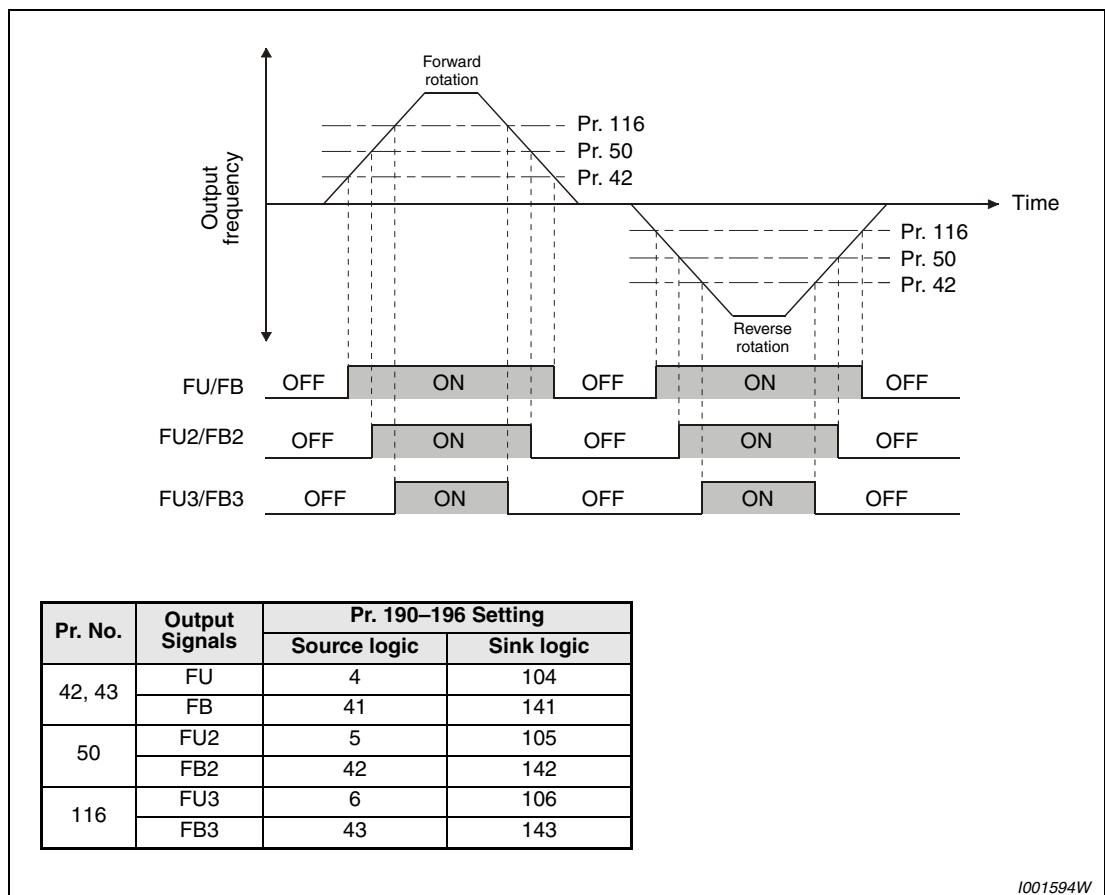 Forward
rotation
Pr. 116
Pr. 50
Pr. 42
Output
frequency
Time
Pr. 116
Pr. 50
Pr. 42
Reverse
rotation
FU/FB OFF ON OFF ON OFF
FU2/FB2 OFF ON OFF ON OFF
FU3/FB3 OFF ON OFF ON OFF
Pr. No. Output Signals Pr. 190–196 Setting
Source logic Sink logic
42, 43 FU 4 104
FB 41 141
50 FU2 5 105
FB2 42 142
116 FU3 6 106
FB3 43 143
I001594W